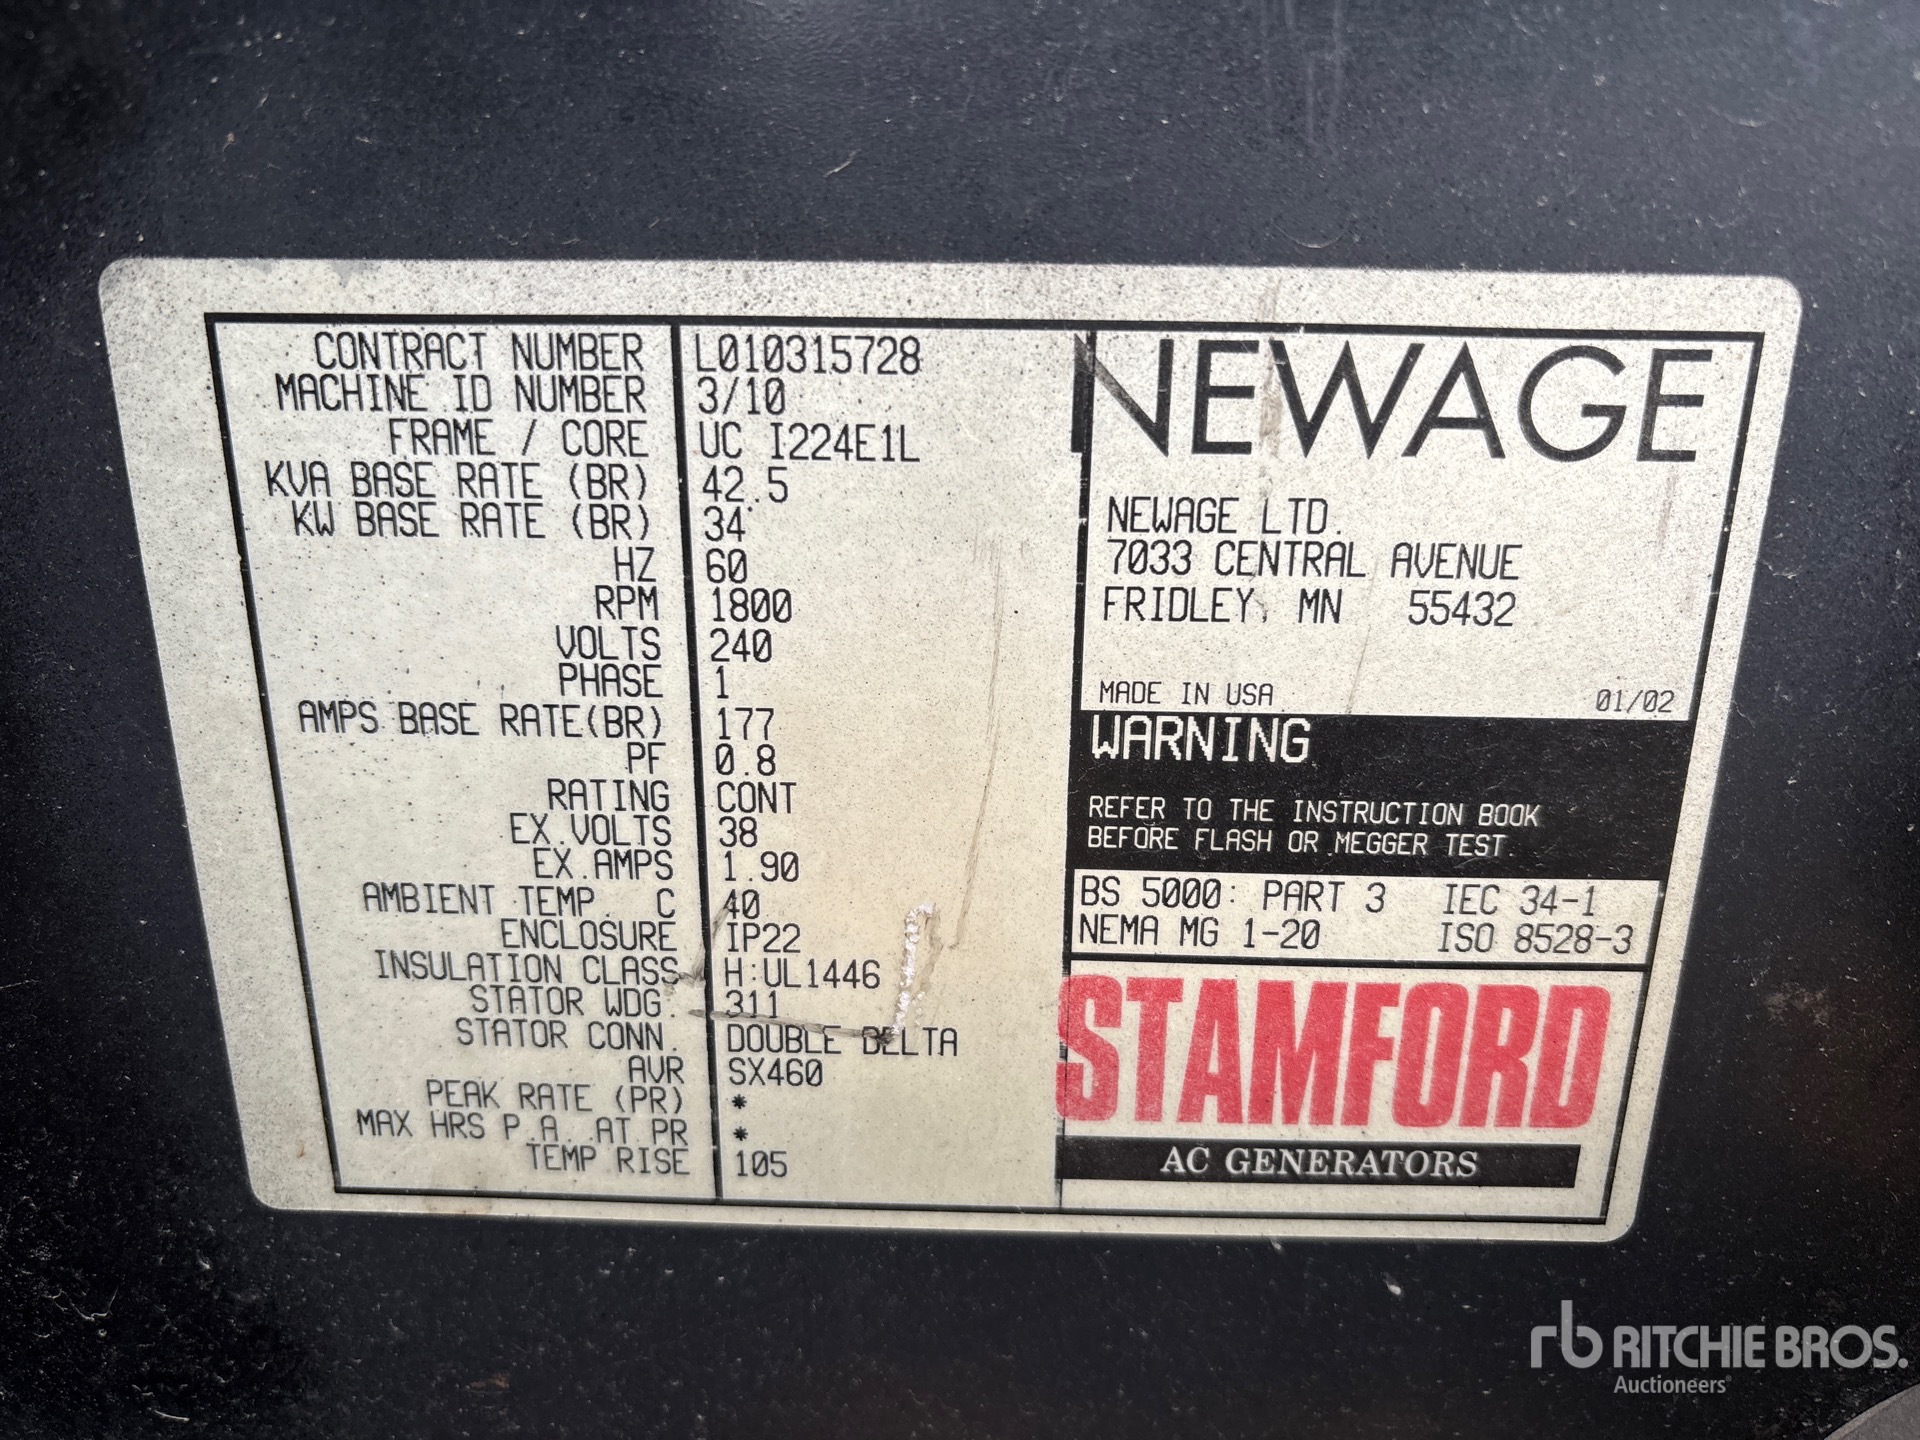 CONTRACT NUMBER L010315728
MACHINE ID NUMBER 3/10
FRAME / CORE UC I224E1L
KVA BASE RATE (BR) 42.5
KW BASE RATE (BR) 34
HZ 60
RPM 1800
VOLTS 240
PHASE 1
AMPS BASE RATE(BR) 177
PF 0.8
RATING CONT
EX.VOLTS 38
EX.AMPS 1.90
AMBIENT TEMP. C 40
ENCLOSURE IP22
INSULATION CLASS H:UL1446
STATOR WDG. 311
STATOR CONN. DOUBLE DELTA
AVR SX460
PEAK RATE (PR) *
MAX HRS P.A. AT PR *
TEMP RISE 105
NEWAGE
NEWAGE LTD.
7033 CENTRAL AVENUE
FRIDLEY, MN 55432
MADE IN USA 01/02
WARNING
REFER TO THE INSTRUCTION BOOK
BEFORE FLASH OR MEGGER TEST.
BS 5000: PART 3 IEC 34-1
NEMA MG 1-20 ISO 8528-3
STAMFORD
AC GENERATORS
rb RITCHIE BROS.
Auctioneers